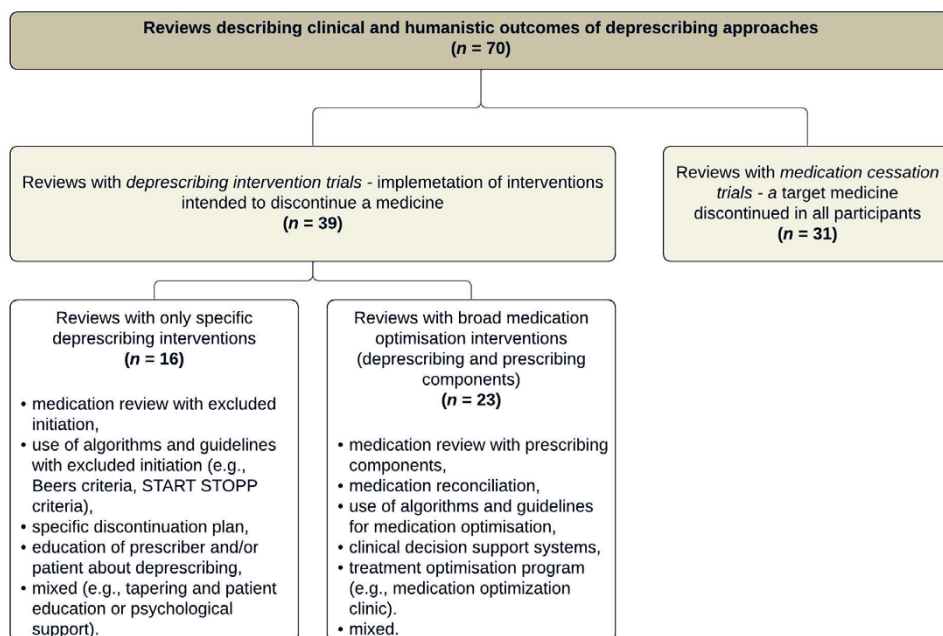 Reviews describing clinical and humanistic outcomes of deprescribing approaches
(n = 70)
Reviews with deprescribing intervention trials - implemetation of interventions
intended to discontinue a medicine
(n = 39)
Reviews with medication cessation
trials - a target medicine
discontinued in all participants
(n = 31)
Reviews with only specific
deprescribing interventions
(n = 16)
• medication review with excluded
initiation,
• use of algorithms and guidelines
with excluded initiation (e.g.,
Beers criteria, START STOPP
criteria),
• specific discontinuation plan,
• education of prescriber and/or
patient about deprescribing,
• mixed (e.g., tapering and patient
education or psychological
support).
Reviews with broad medication
optimisation interventions
(deprescribing and prescribing
components)
(n = 23)
• medication review with prescribing
components,
• medication reconciliation,
• use of algorithms and guidelines
for medication optimisation,
• clinical decision support systems,
• treatment optimisation program
(e.g., medication optimization
clinic).
• mixed.